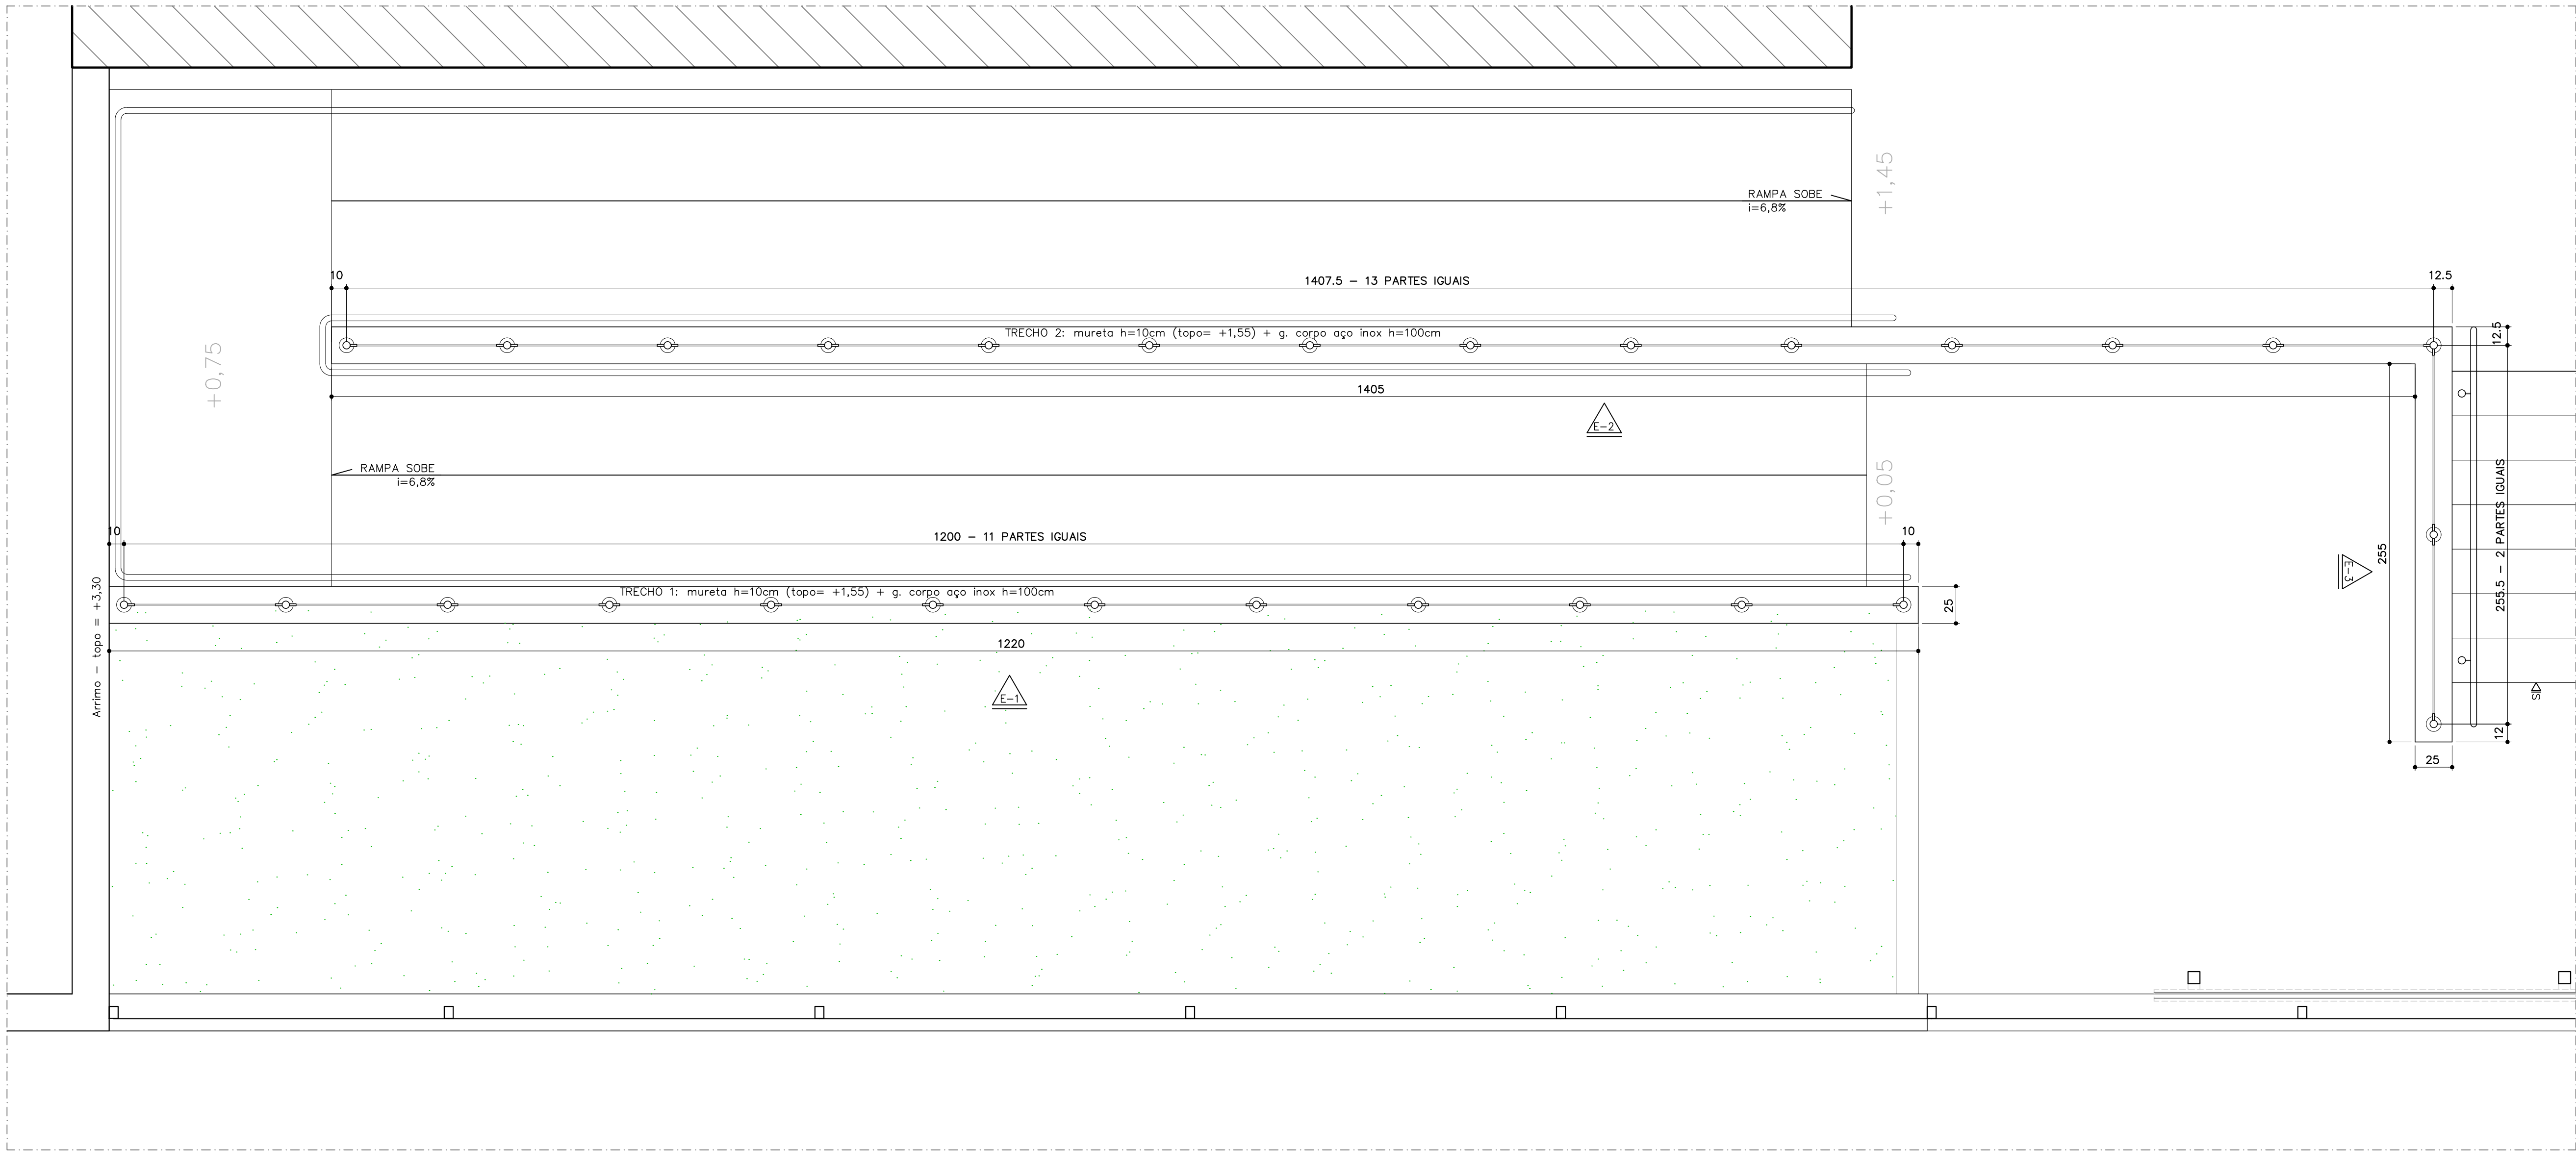 +1,45
RAMPA SOBE
i=6,8%
10
1407.5 - 13 PARTES IGUAIS
12.5
12.5
TRECHO 2: mureta h=10cm (topo= +1,55) + g. corpo aço inox h=100cm
+0,75
1405
E-2
RAMPA SOBE
i=6,8%
+0,05
255.5 - 2 PARTES IGUAIS
255
E-3
10
1200 - 11 PARTES IGUAIS
10
TRECHO 1: mureta h=10cm (topo= +1,55) + g. corpo aço inox h=100cm
25
Arrimo - topo = +3,30
1220
E-1
S
12
25